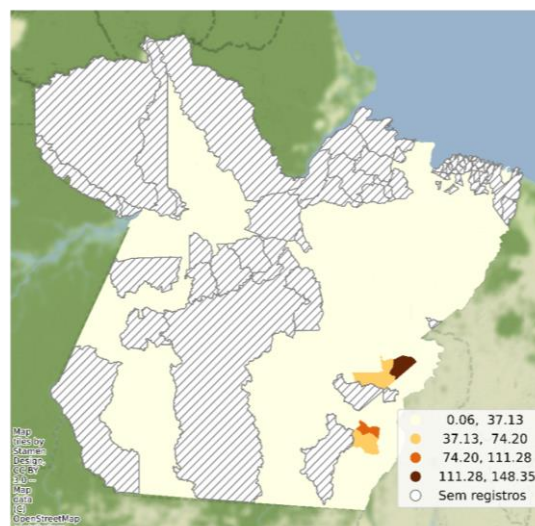 Map
tiles by
Stamen
Design,
CC BY
3.0 --
Map
data
(C)
OpenStreetMap
0.06, 37.13
37.13, 74.20
74.20, 111.28
111.28, 148.35
Sem registros